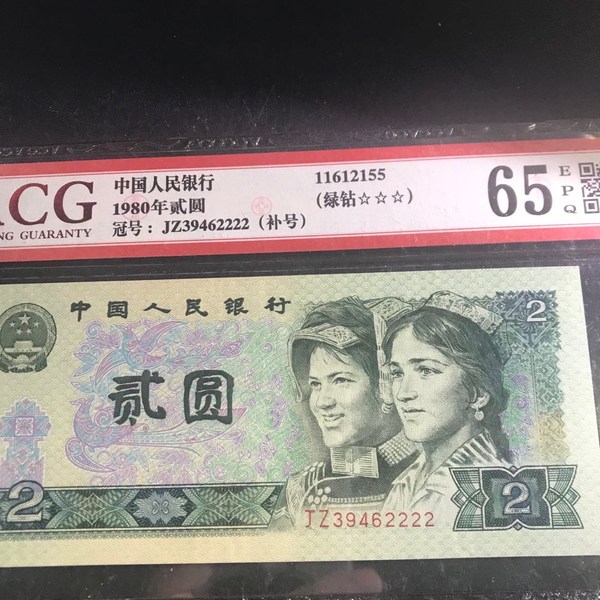 ACG
NG GUARANTY
中国人民银行
1980年贰圆
冠号：JZ39462222（补号）
11612155
（绿钻☆☆☆）
65
E
P
Q
中国人民银行
2
贰圆
2
JZ39462222
2